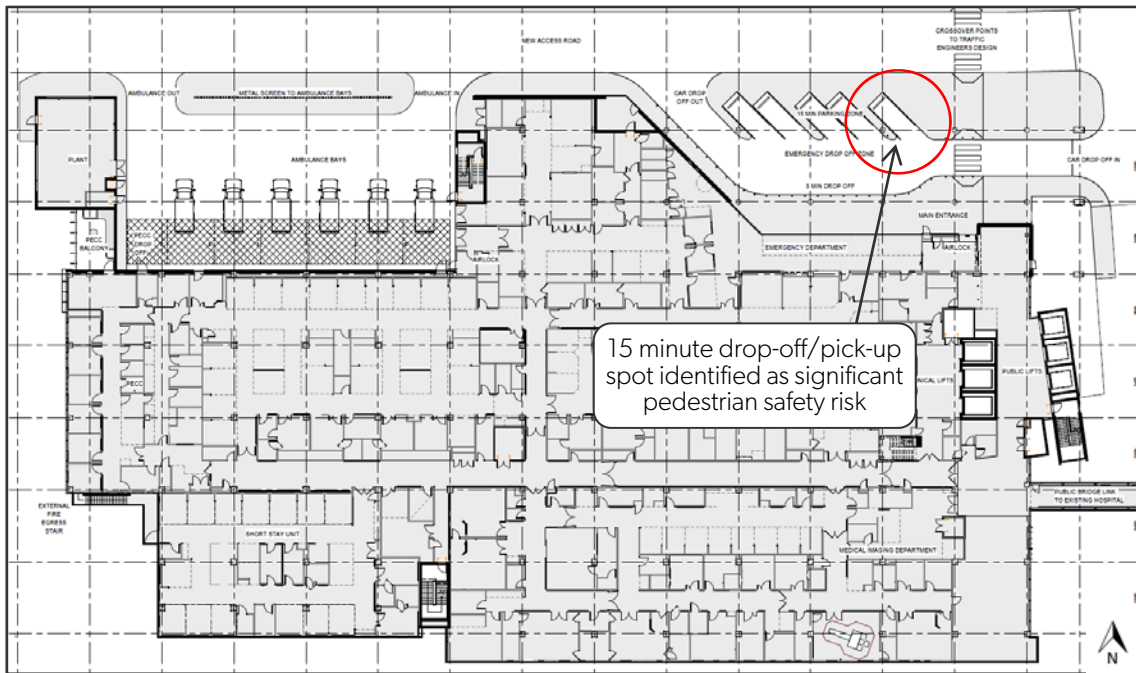 NEW ACCESS ROAD
CROSSOVER POINTS
TO TRAFFIC
ENGINEERS DESIGN
AMBULANCE OUT
METAL SCREEN TO AMBULANCE BAYS
AMBULANCE IN
CAR DROP
OFF OUT
15 MIN PARKING ZONE
PLANT
AMBULANCE BAYS
EMERGENCY DROP OFF ZONE
CAR DROP OFF IN
5 MIN DROP OFF
MAIN ENTRANCE
PECC
BALCONY
PECC
DROP
OFF
EMERGENCY DEPARTMENT
AIRLOCK
AIRLOCK
15 minute drop-off/pick-up
spot identified as significant
pedestrian safety risk
PECC
NICAL LIFTS
PUBLIC LIFTS
EXTERNAL
FIRE
EGRESS
STAIR
SHORT STAY UNIT
PUBLIC BRIDGE LINK
TO EXISTING HOSPITAL
MEDICAL IMAGING DEPARTMENT
N